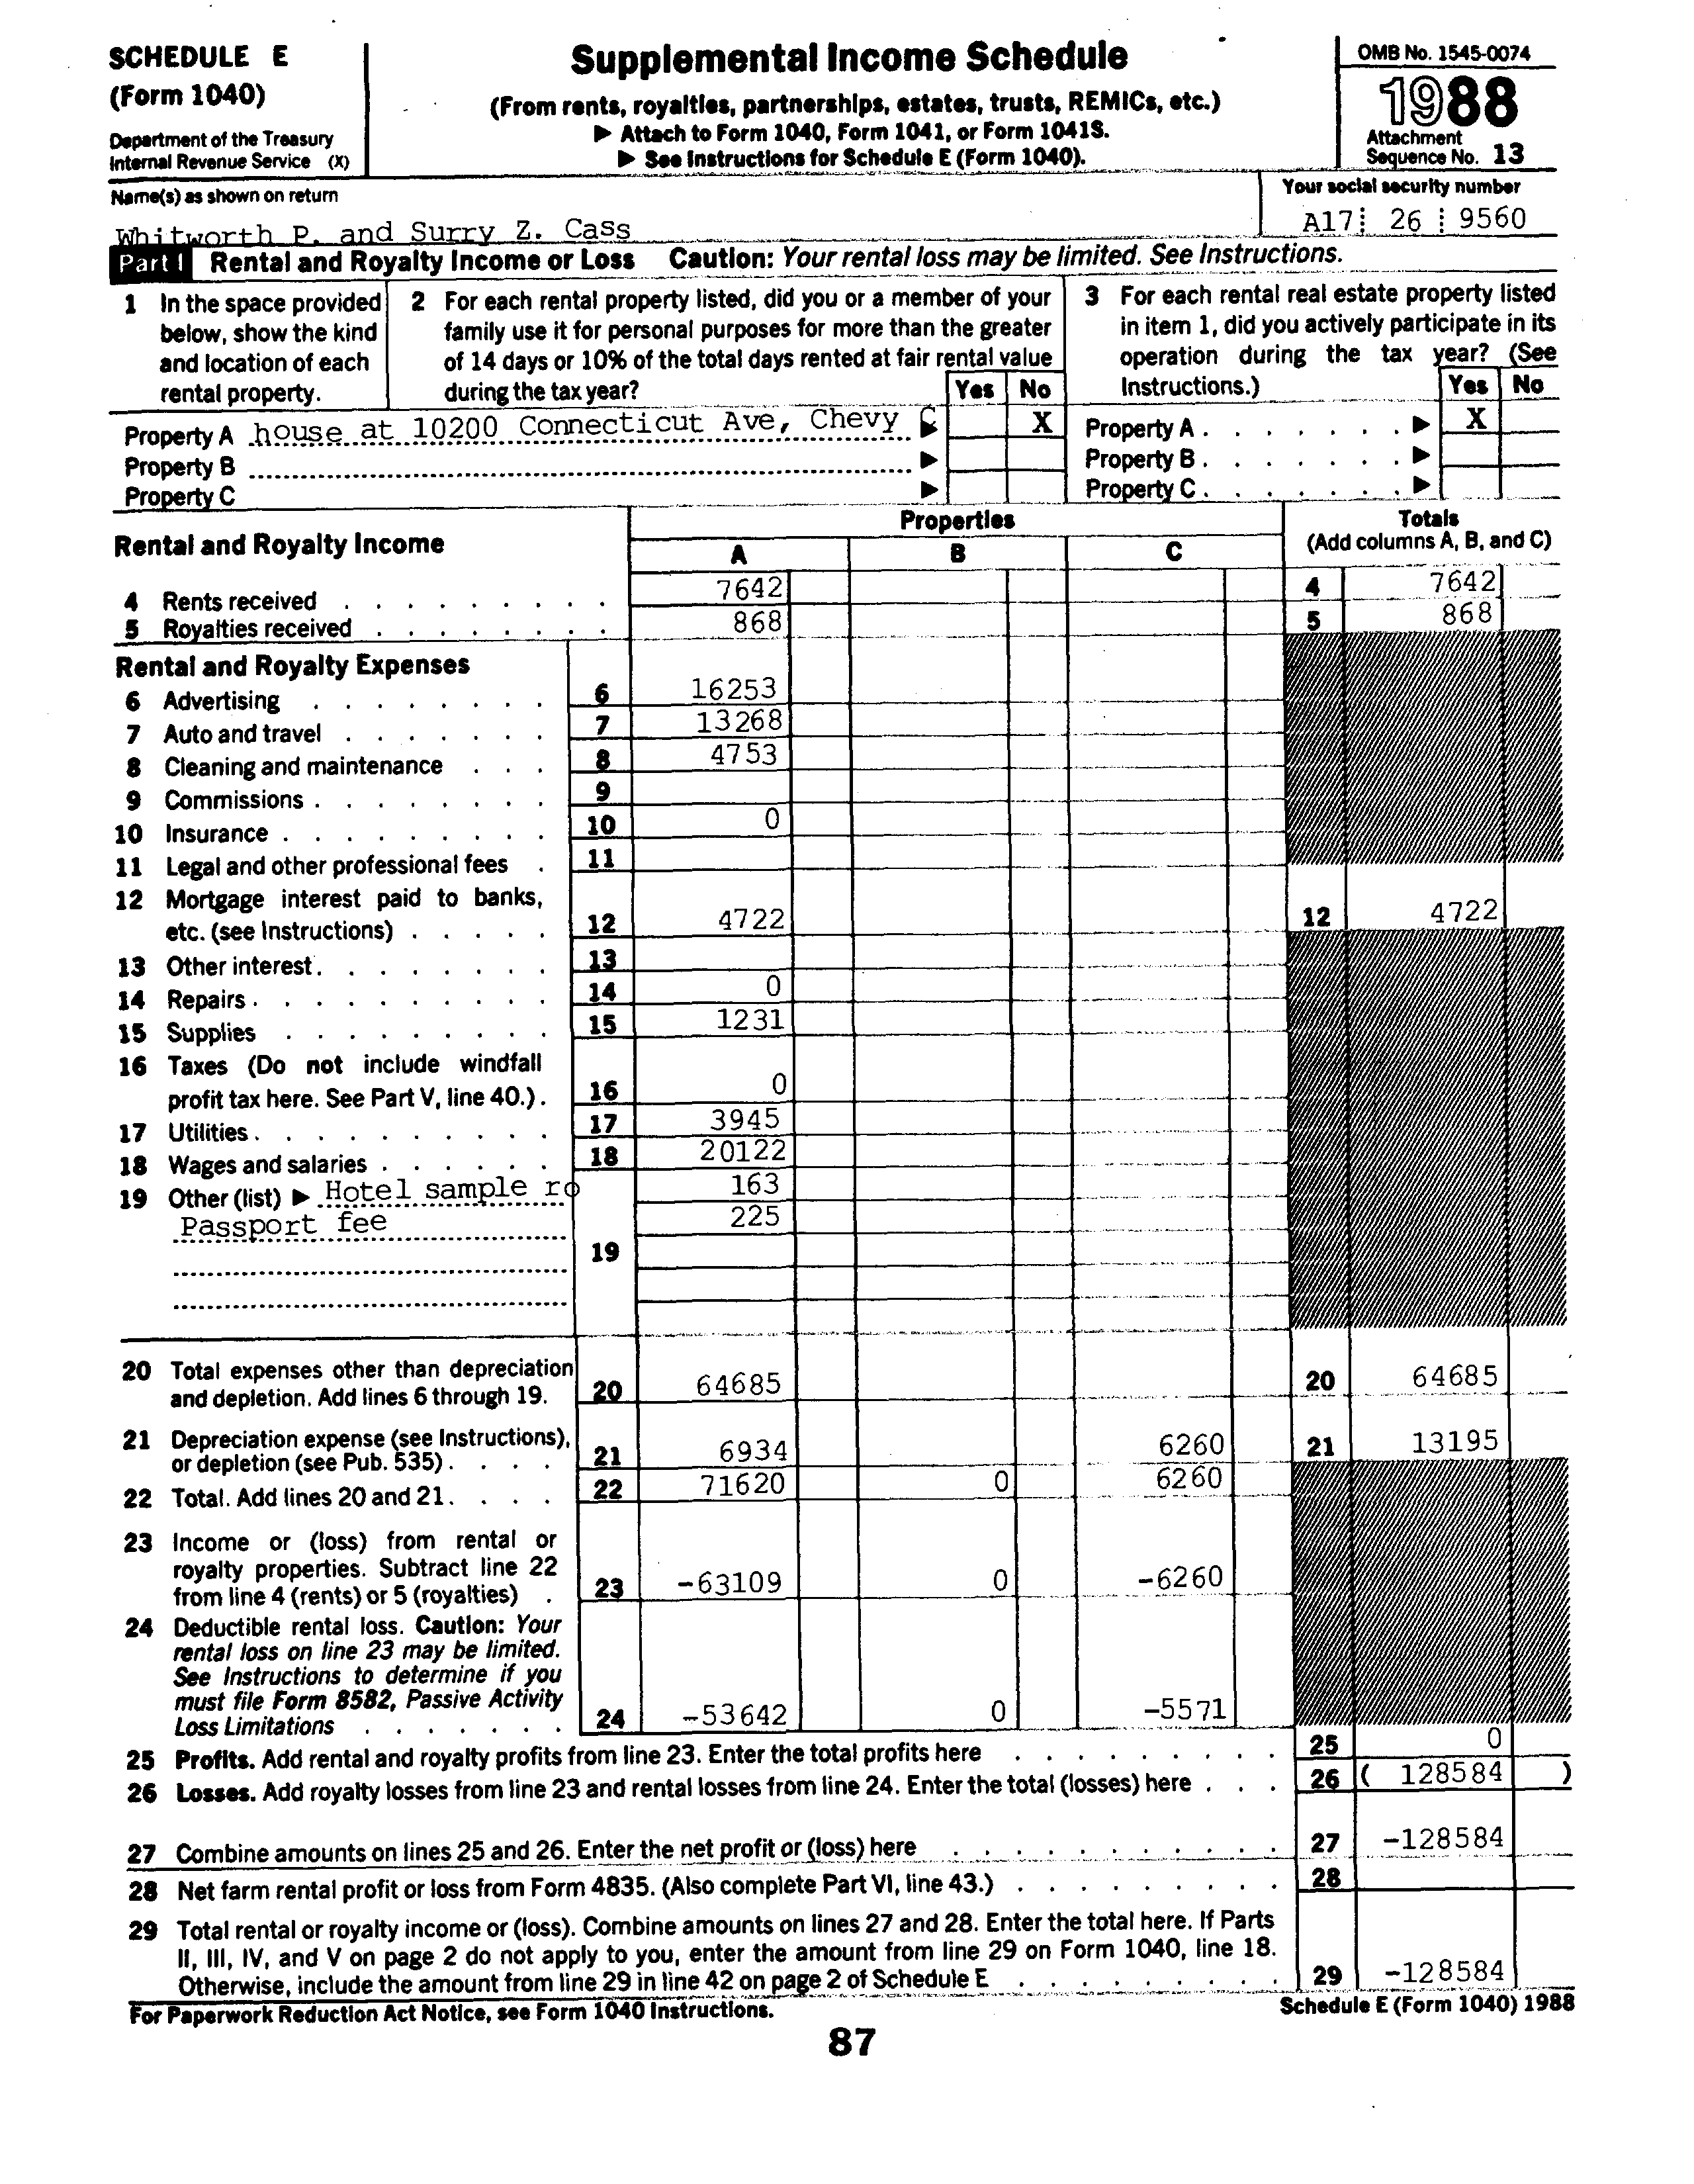 SCHEDULE E
(Form 1040)
Department of the Treasury
Internal Revenue Service (X)
Supplemental Income Schedule
(From rents, royalties, partnerships, estates, trusts, REMICs, etc.)
▶ Attach to Form 1040, Form 1041, or Form 1041S.
▶ See Instructions for Schedule E (Form 1040).
OMB No. 1545-0074
1988
Attachment
Sequence No. 13
Name(s) as shown on return
Whitworth P. and Surry Z. Cass
Your social security number
A17 26 9560
Part I Rental and Royalty Income or Loss Caution: Your rental loss may be limited. See Instructions.
1 In the space provided
below, show the kind
and location of each
rental property.
2 For each rental property listed, did you or a member of your
family use it for personal purposes for more than the greater
of 14 days or 10% of the total days rented at fair rental value
during the tax year? Yes No
3 For each rental real estate property listed
in item 1, did you actively participate in its
operation during the tax year? (See
Instructions.) Yes No
Property A house at 10200 Connecticut Ave, Chevy C ▶ X Property A . . . . . . . ▶ X
Property B ▶ Property B . . . . . . . ▶
Property C ▶ Property C . . . . . . . ▶
Rental and Royalty Income
Properties
A B C
Totals
(Add columns A, B, and C)
4 Rents received 7642 4 7642
5 Royalties received 868 5 868
Rental and Royalty Expenses
6 Advertising 6 16253
7 Auto and travel 7 13268
8 Cleaning and maintenance 8 4753
9 Commissions 9
10 Insurance 10 0
11 Legal and other professional fees 11
12 Mortgage interest paid to banks,
etc. (see Instructions) 12 4722 12 4722
13 Other interest 13
14 Repairs 14 0
15 Supplies 15 1231
16 Taxes (Do not include windfall
profit tax here. See Part V, line 40.) 16 0
17 Utilities 17 3945
18 Wages and salaries 18 20122
19 Other (list) ▶ Hotel sample ro 163
Passport fee 225
19
20 Total expenses other than depreciation
and depletion. Add lines 6 through 19. 20 64685 20 64685
21 Depreciation expense (see Instructions),
or depletion (see Pub. 535) 21 6934 6260 21 13195
22 Total. Add lines 20 and 21 22 71620 0 6260
23 Income or (loss) from rental or
royalty properties. Subtract line 22
from line 4 (rents) or 5 (royalties) 23 -63109 0 -6260
24 Deductible rental loss. Caution: Your
rental loss on line 23 may be limited.
See Instructions to determine if you
must file Form 8582, Passive Activity
Loss Limitations 24 -53642 0 -5571
25 Profits. Add rental and royalty profits from line 23. Enter the total profits here 25 0
26 Losses. Add royalty losses from line 23 and rental losses from line 24. Enter the total (losses) here 26 ( 128584 )
27 Combine amounts on lines 25 and 26. Enter the net profit or (loss) here 27 -128584
28 Net farm rental profit or loss from Form 4835. (Also complete Part VI, line 43.) 28
29 Total rental or royalty income or (loss). Combine amounts on lines 27 and 28. Enter the total here. If Parts
II, III, IV, and V on page 2 do not apply to you, enter the amount from line 29 on Form 1040, line 18.
Otherwise, include the amount from line 29 in line 42 on page 2 of Schedule E 29 -128584
For Paperwork Reduction Act Notice, see Form 1040 Instructions. Schedule E (Form 1040) 1988
87